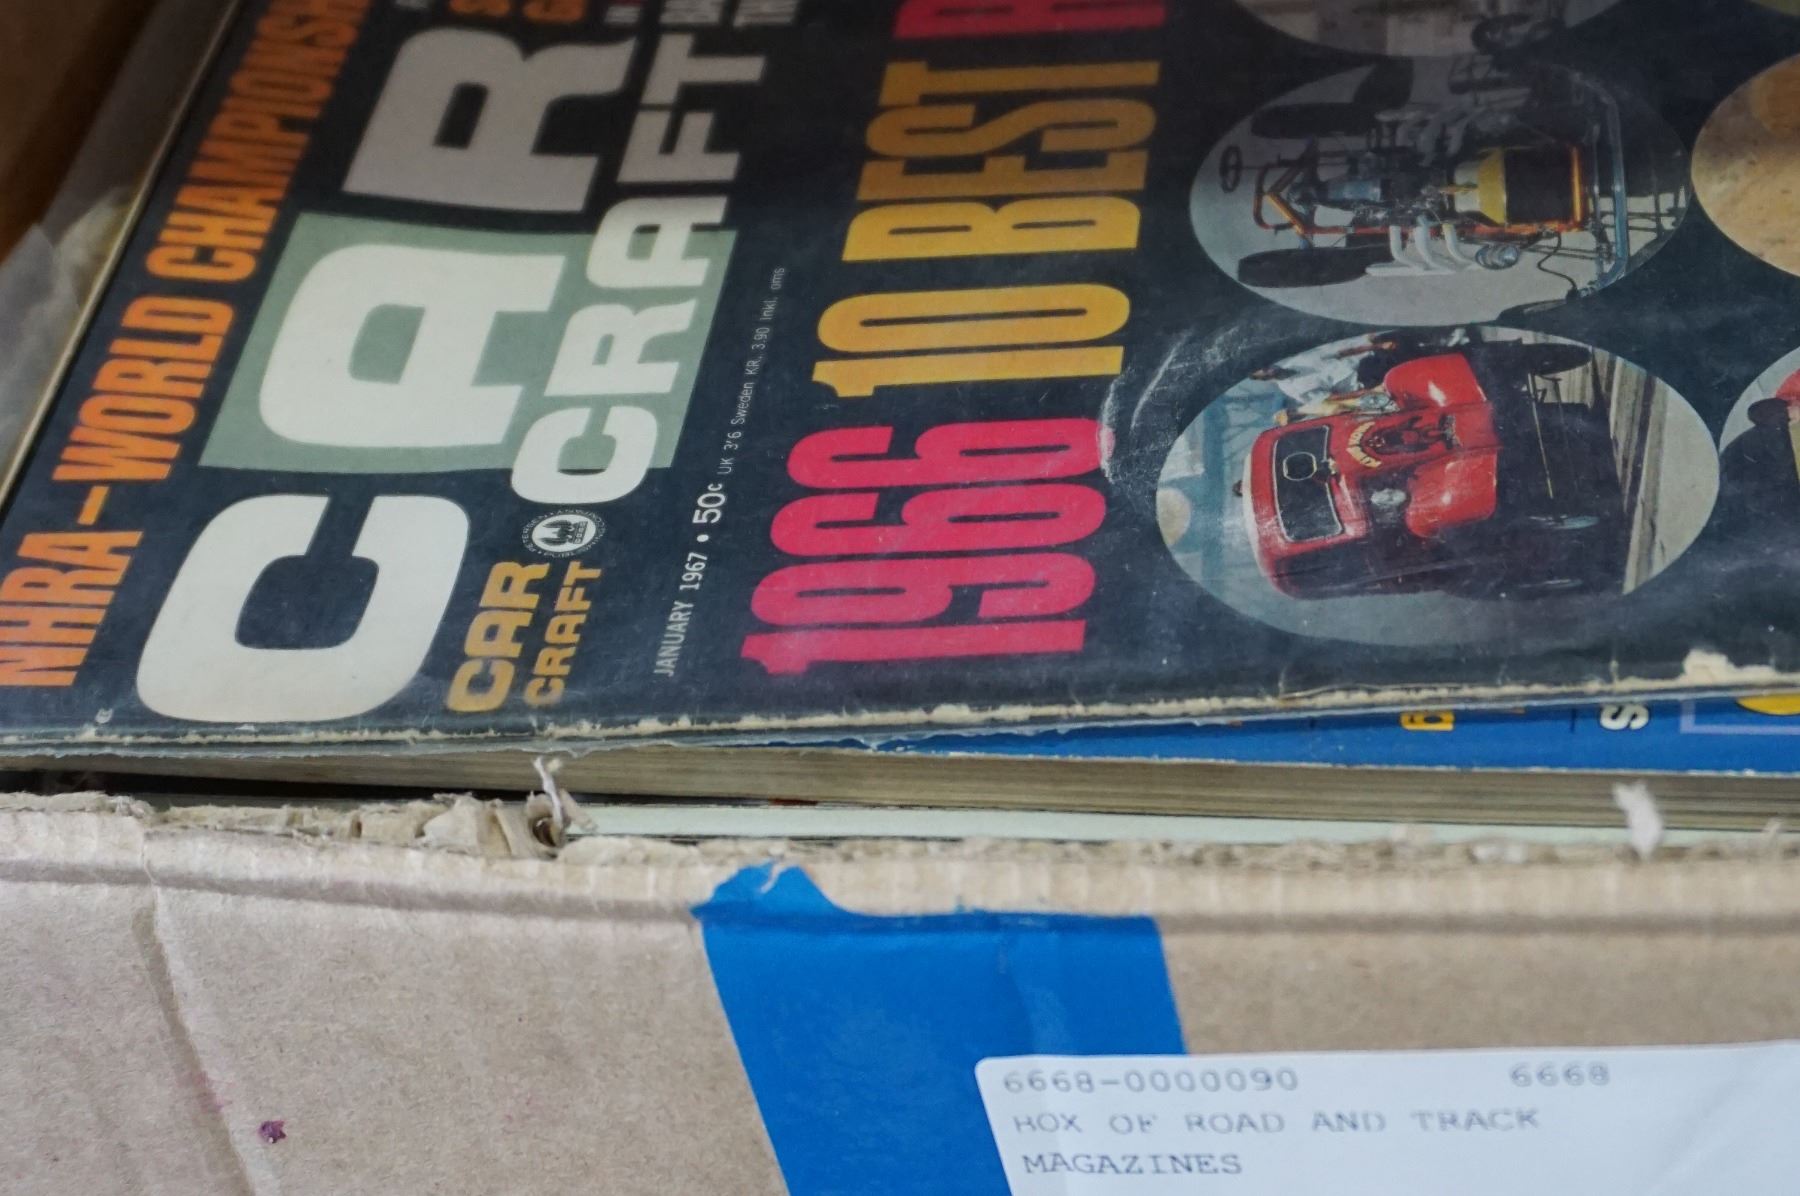 NHRA–WORLD CHAMPIONSH
CAR
CRAFT
CAR
CRAFT
JANUARY 1967 • 50c UK 3'6 Sweden KR. 3.90 inkl. oms
1966 10 BEST
6668-0000090 6668
BOX OF ROAD AND TRACK
MAGAZINES